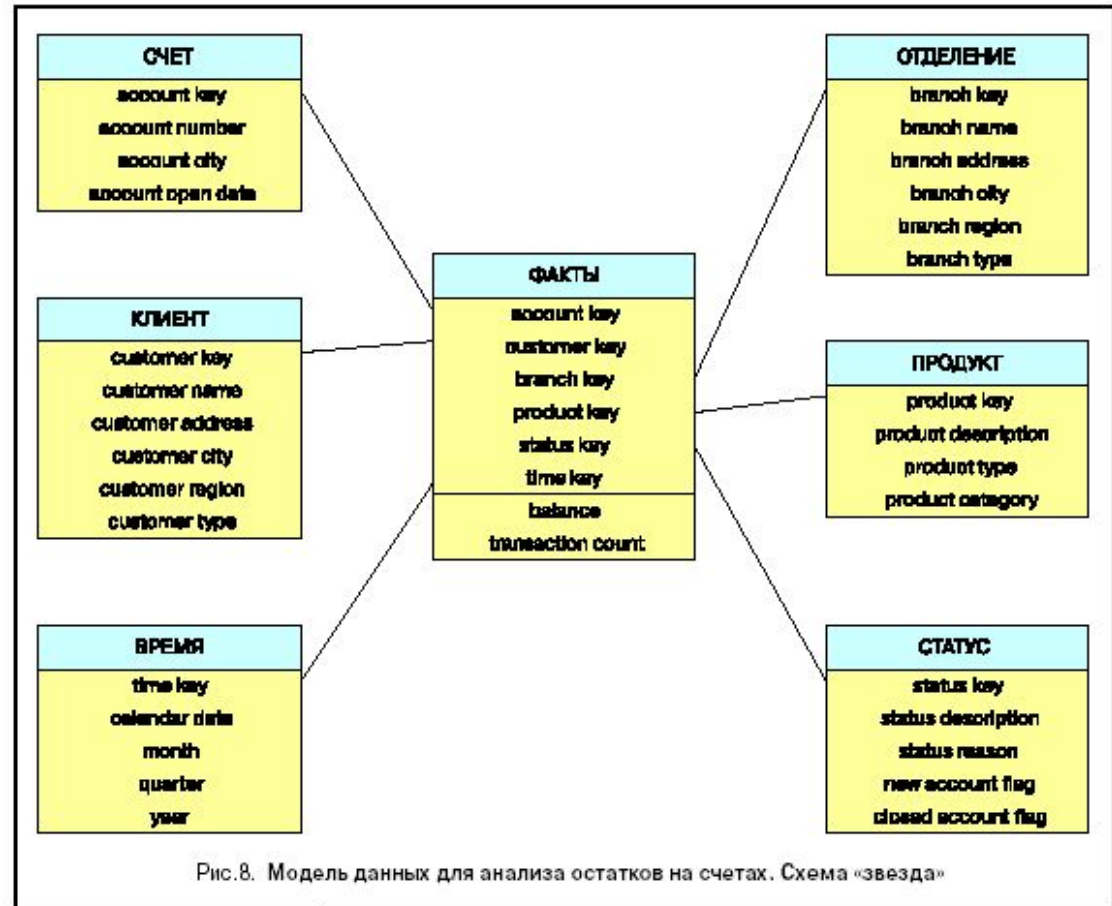 СЧЕТ
account key
account number
account city
account open date
КЛИЕНТ
customer key
customer name
customer address
customer city
customer region
customer type
ВРЕМЯ
time key
calendar date
month
quarter
year
ФАКТЫ
account key
customer key
branch key
product key
status key
time key
balance
transaction count
ОТДЕЛЕНИЕ
branch key
branch name
branch address
branch city
branch region
branch type
ПРОДУКТ
product key
product description
product type
product category
СТАТУС
status key
status description
status reason
new account flag
closed account flag
Рис.8. Модель данных для анализа остатков на счетах. Схема «звезда»